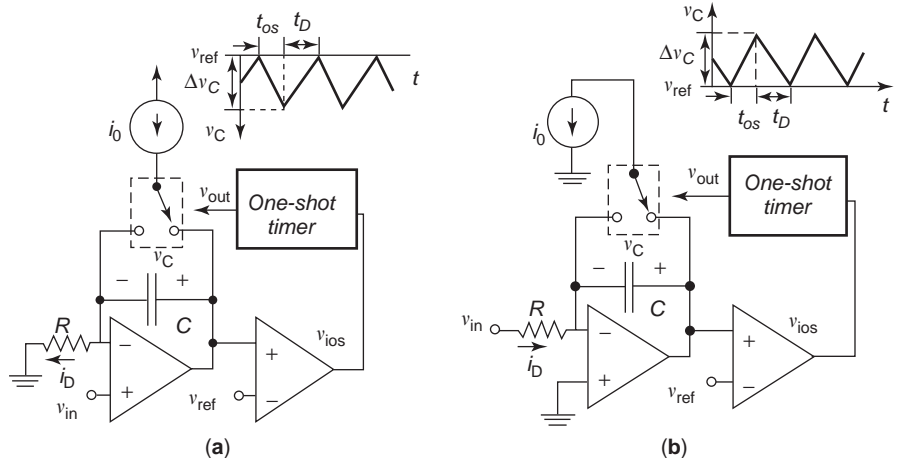 t_os t_D
v_ref
Δv_C
t
v_C
i_0
v_out
One-shot
timer
v_C
− +
C
R
−
+
i_D
v_in
+
−
v_ios
v_ref
(a)
v_C
Δv_C
v_ref
t
t_os t_D
i_0
v_out
One-shot
timer
v_C
− +
C
v_in
R
−
+
i_D
+
−
v_ios
v_ref
(b)